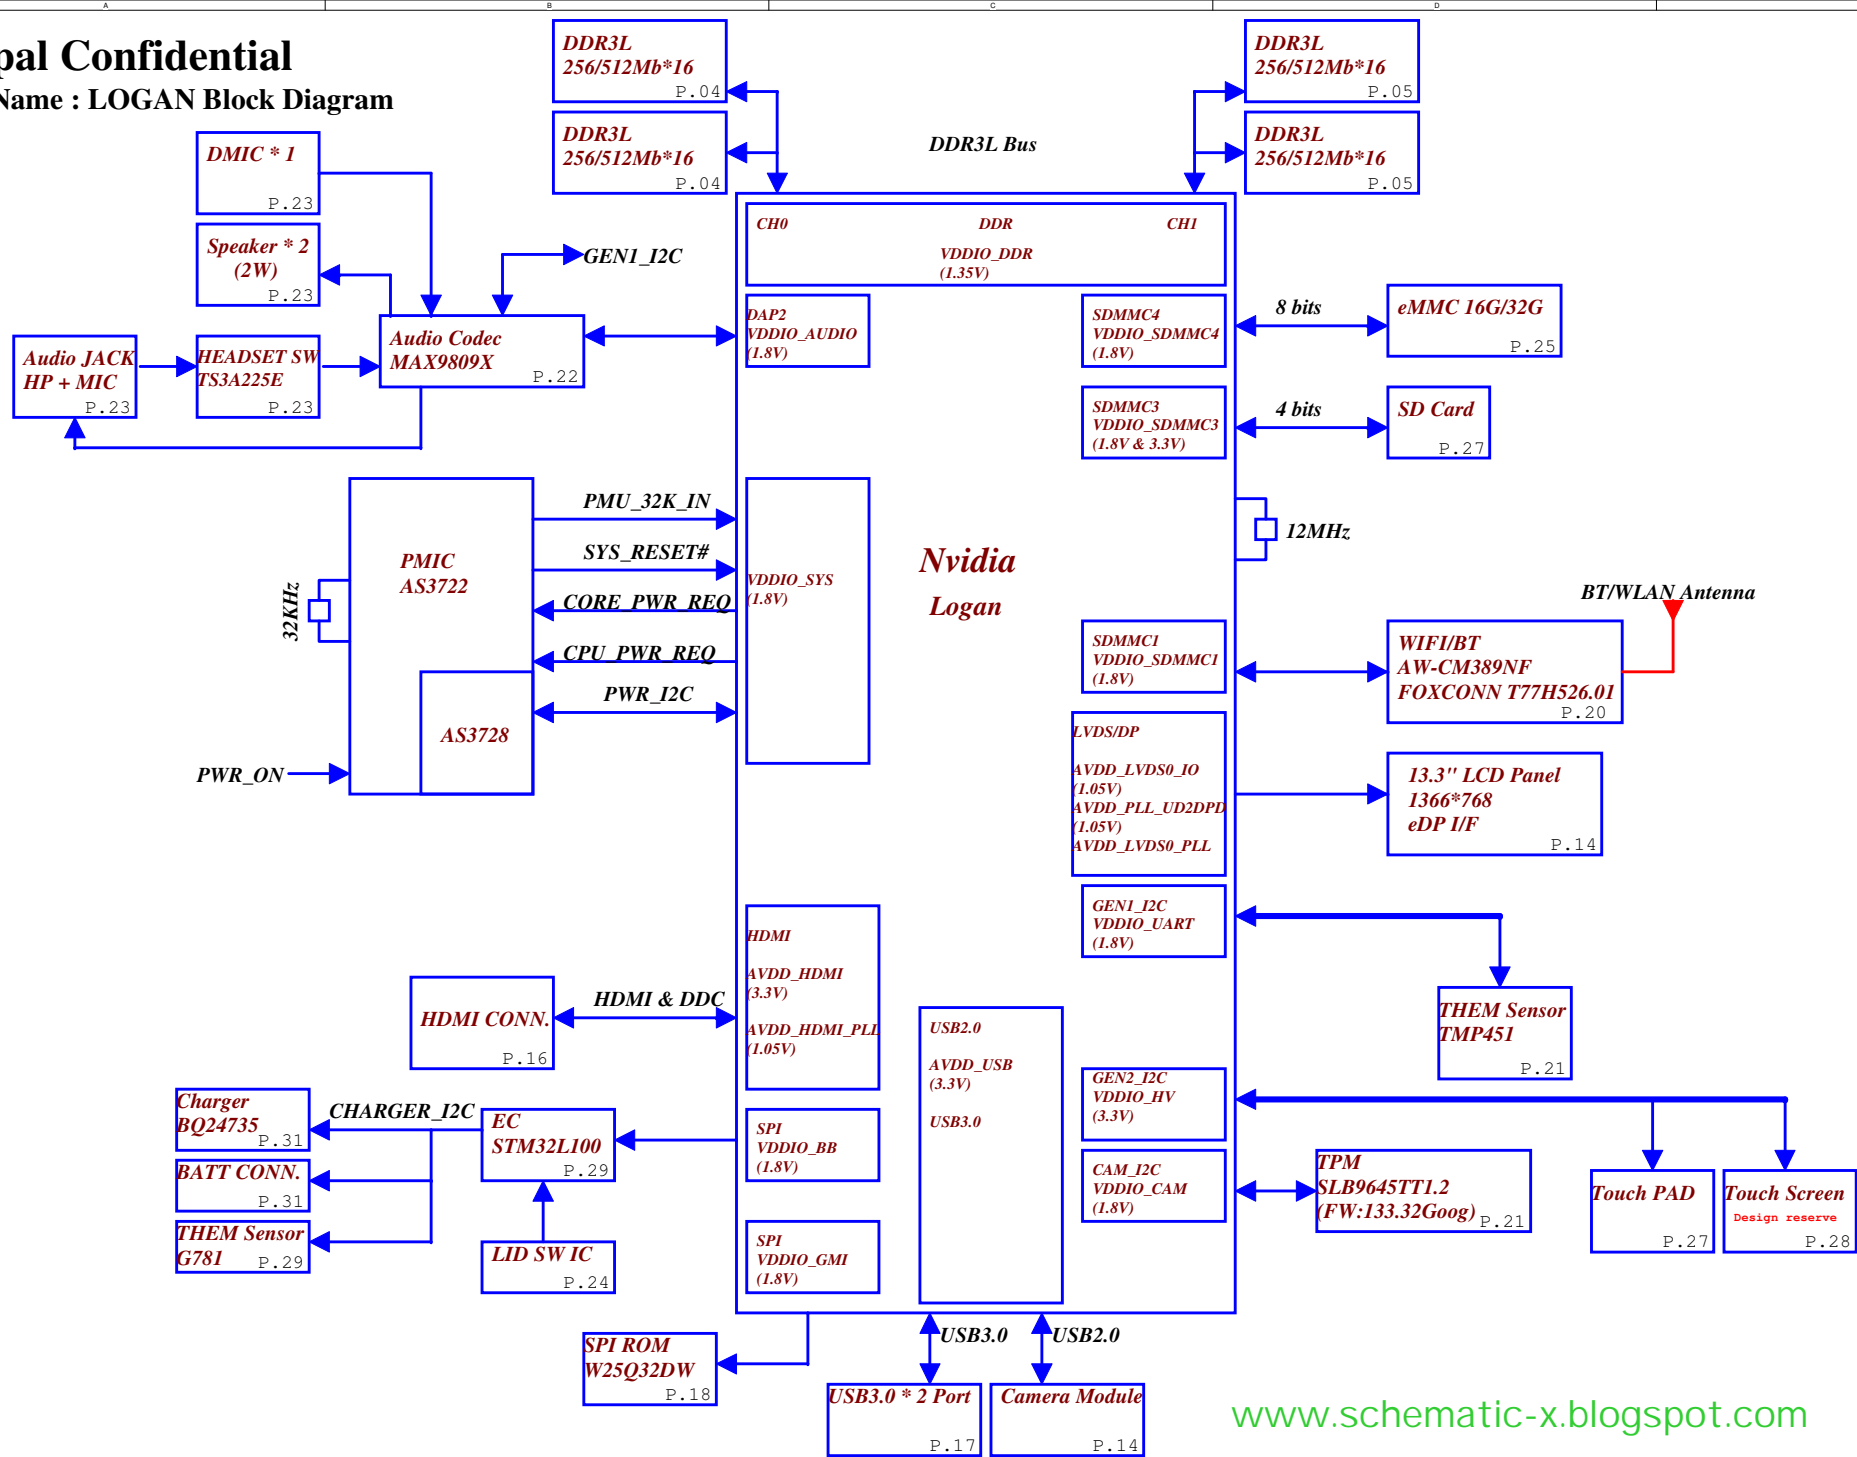 A
B
C
D
pal Confidential
Name : LOGAN Block Diagram
DDR3L
256/512Mb*16
P.04
DDR3L
256/512Mb*16
P.04
DDR3L Bus
DDR3L
256/512Mb*16
P.05
DDR3L
256/512Mb*16
P.05
DMIC * 1
P.23
Speaker * 2
(2W)
P.23
GEN1_I2C
Audio JACK
HP + MIC
P.23
HEADSET SW
TS3A225E
P.23
Audio Codec
MAX9809X
P.22
CH0
DDR
CH1
VDDIO_DDR
(1.35V)
DAP2
VDDIO_AUDIO
(1.8V)
SDMMC4
VDDIO_SDMMC4
(1.8V)
8 bits
eMMC 16G/32G
P.25
SDMMC3
VDDIO_SDMMC3
(1.8V & 3.3V)
4 bits
SD Card
P.27
PMIC
AS3722
32KHz
AS3728
PWR_ON
PMU_32K_IN
SYS_RESET#
CORE_PWR_REQ
CPU_PWR_REQ
PWR_I2C
VDDIO_SYS
(1.8V)
Nvidia
Logan
12MHz
BT/WLAN Antenna
SDMMC1
VDDIO_SDMMC1
(1.8V)
WIFI/BT
AW-CM389NF
FOXCONN T77H526.01
P.20
LVDS/DP
AVDD_LVDS0_IO
(1.05V)
AVDD_PLL_UD2DPD
(1.05V)
AVDD_LVDS0_PLL
13.3" LCD Panel
1366*768
eDP I/F
P.14
GEN1_I2C
VDDIO_UART
(1.8V)
THEM Sensor
TMP451
P.21
HDMI
AVDD_HDMI
(3.3V)
AVDD_HDMI_PLL
(1.05V)
HDMI & DDC
HDMI CONN.
P.16
USB2.0
AVDD_USB
(3.3V)
USB3.0
GEN2_I2C
VDDIO_HV
(3.3V)
CAM_I2C
VDDIO_CAM
(1.8V)
TPM
SLB9645TT1.2
(FW:133.32Goog)
P.21
Touch PAD
P.27
Touch Screen
Design reserve
P.28
Charger
BQ24735
P.31
CHARGER_I2C
BATT CONN.
P.31
THEM Sensor
G781
P.29
EC
STM32L100
P.29
LID SW IC
P.24
SPI
VDDIO_BB
(1.8V)
SPI
VDDIO_GMI
(1.8V)
SPI ROM
W25Q32DW
P.18
USB3.0
USB2.0
USB3.0 * 2 Port
P.17
Camera Module
P.14
www.schematic-x.blogspot.com